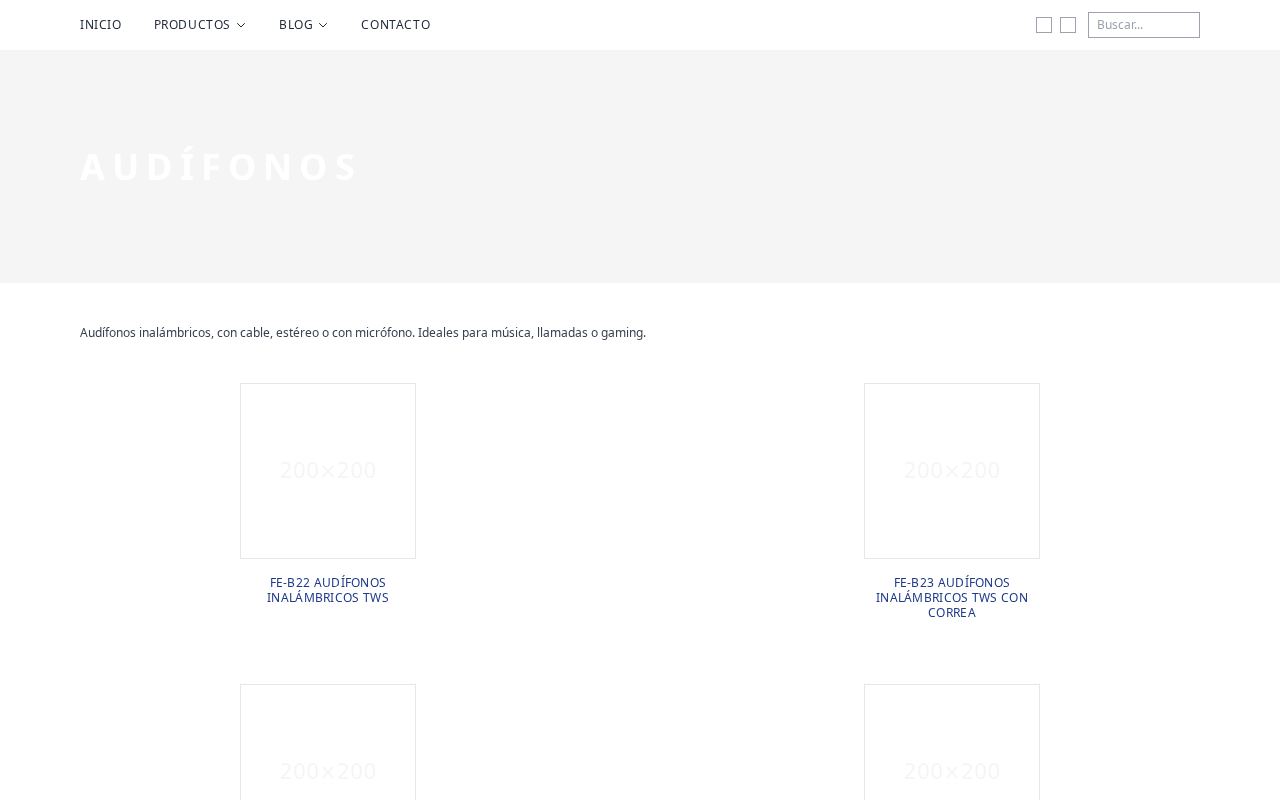 INICIO PRODUCTOS BLOG CONTACTO Buscar...
AUDÍFONOS
Audífonos inalámbricos, con cable, estéreo o con micrófono. Ideales para música, llamadas o gaming.
200×200 200×200
FE-B22 AUDÍFONOS
INALÁMBRICOS TWS
FE-B23 AUDÍFONOS
INALÁMBRICOS TWS CON
CORREA
200×200 200×200